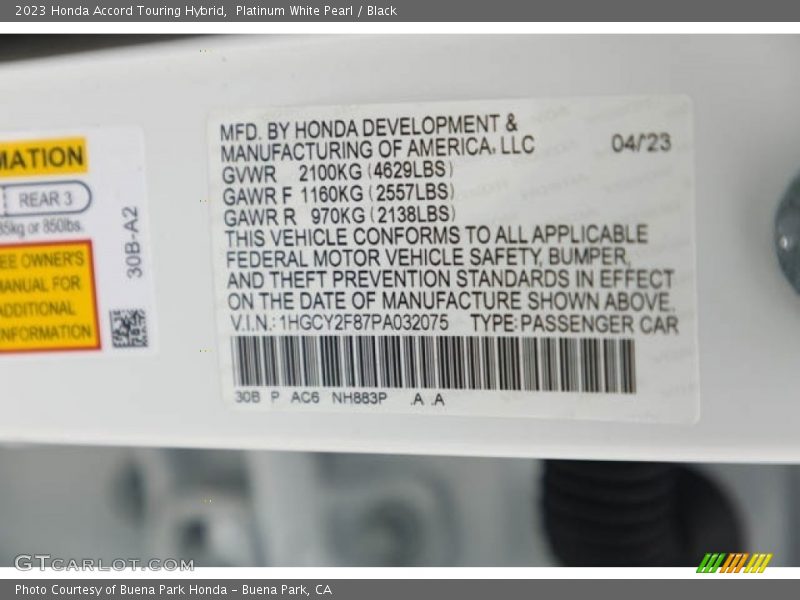 2023 Honda Accord Touring Hybrid, Platinum White Pearl / Black
MATION
REAR 3
85kg or 850lbs.
SEE OWNER'S
MANUAL FOR
ADDITIONAL
INFORMATION
30B-A2
MFD. BY HONDA DEVELOPMENT &
MANUFACTURING OF AMERICA, LLC 04/23
GVWR 2100KG (4629LBS)
GAWR F 1160KG (2557LBS)
GAWR R 970KG (2138LBS)
THIS VEHICLE CONFORMS TO ALL APPLICABLE
FEDERAL MOTOR VEHICLE SAFETY, BUMPER,
AND THEFT PREVENTION STANDARDS IN EFFECT
ON THE DATE OF MANUFACTURE SHOWN ABOVE.
V.I.N.: 1HGCY2F87PA032075 TYPE: PASSENGER CAR
30B P AC6 NH883P .A .A
GTCARLOT.COM
Photo Courtesy of Buena Park Honda - Buena Park, CA